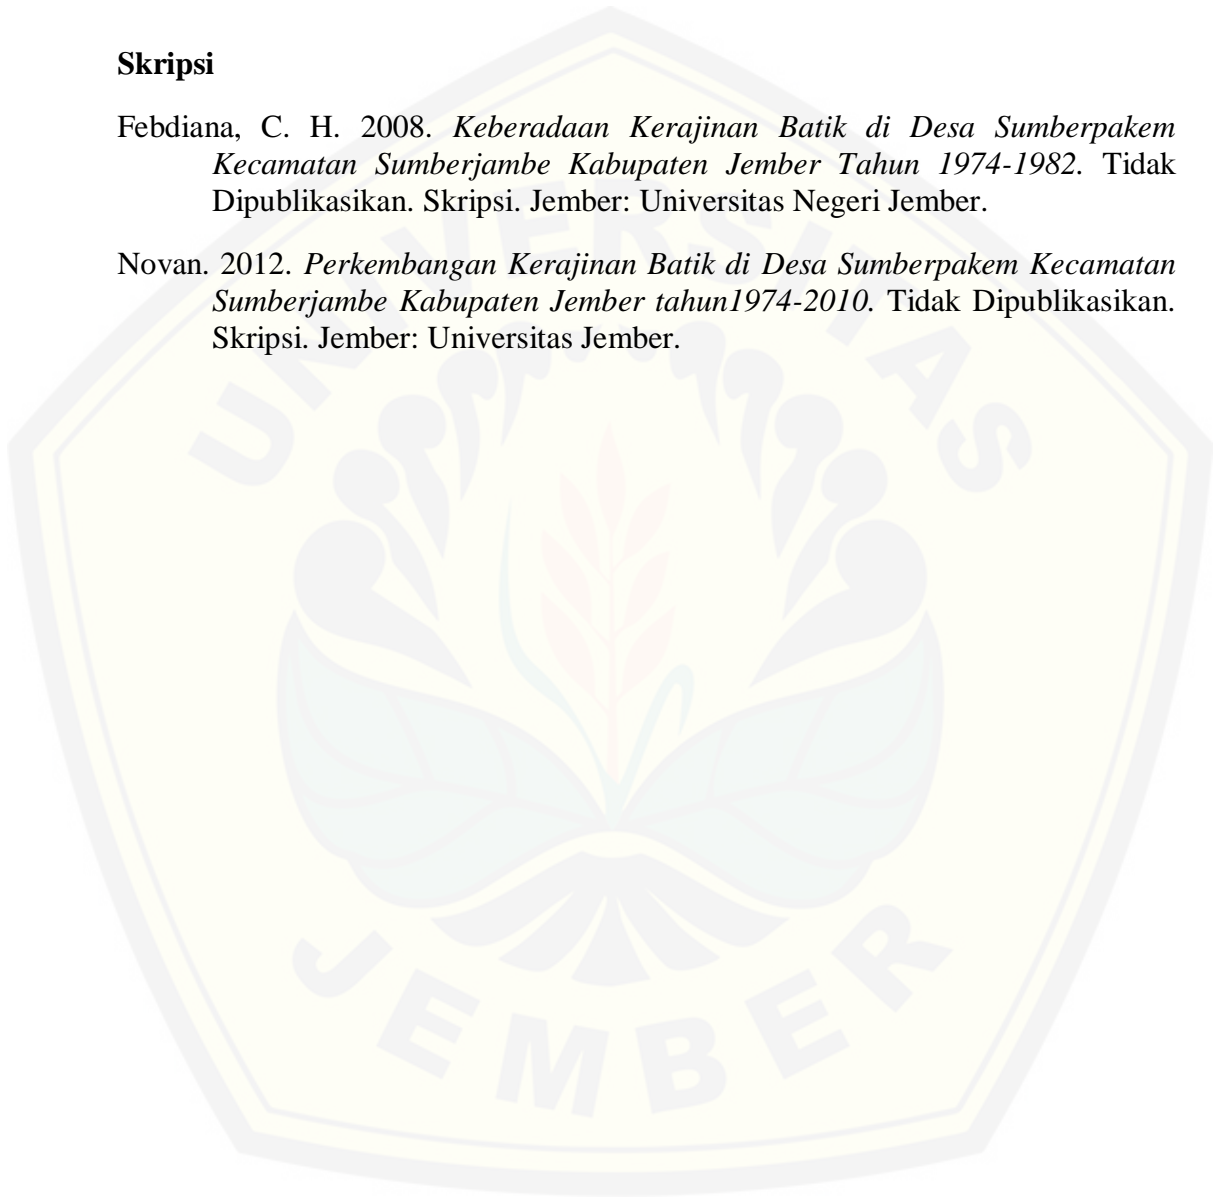 Skripsi
Febdiana, C. H. 2008. Keberadaan Kerajinan Batik di Desa Sumberpakem
Kecamatan Sumberjambe Kabupaten Jember Tahun 1974-1982. Tidak
Dipublikasikan. Skripsi. Jember: Universitas Negeri Jember.
Novan. 2012. Perkembangan Kerajinan Batik di Desa Sumberpakem Kecamatan
Sumberjambe Kabupaten Jember tahun1974-2010. Tidak Dipublikasikan.
Skripsi. Jember: Universitas Jember.
UNIVERSITAS
JEMBER